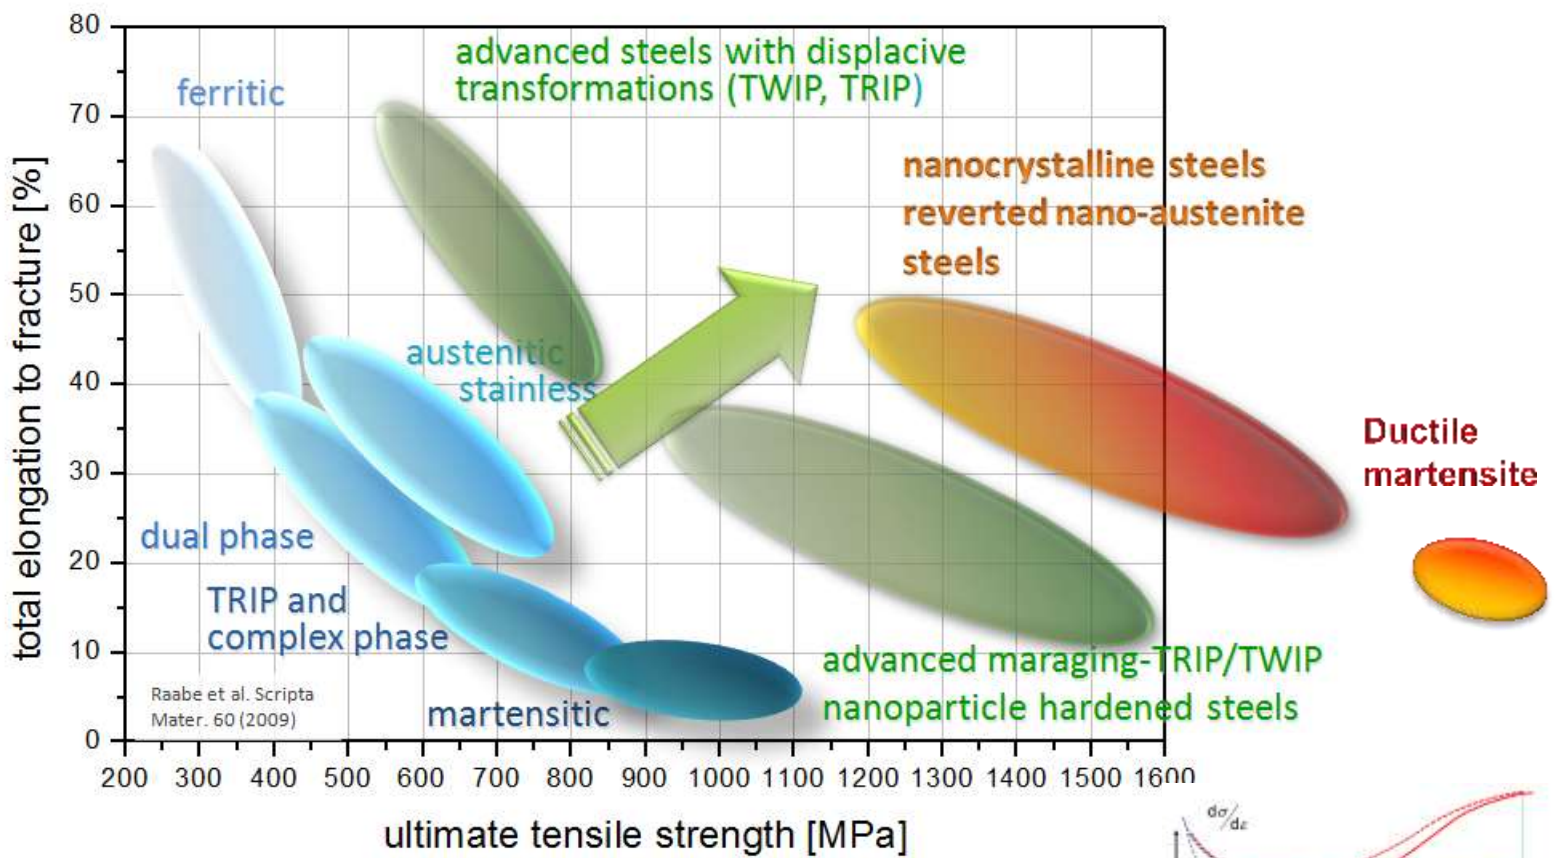 80
70
60
50
40
30
20
10
0
total elongation to fracture [%]
advanced steels with displacive
transformations (TWIP, TRIP)
ferritic
nanocrystalline steels
reverted nano-austenite
steels
austenitic
stainless
Ductile
martensite
dual phase
TRIP and
complex phase
advanced maraging-TRIP/TWIP
nanoparticle hardened steels
Raabe et al. Scripta
Mater. 60 (2009)
martensitic
200 300 400 500 600 700 800 900 1000 1100 1200 1300 1400 1500 1600
ultimate tensile strength [MPa]
dσ/dε